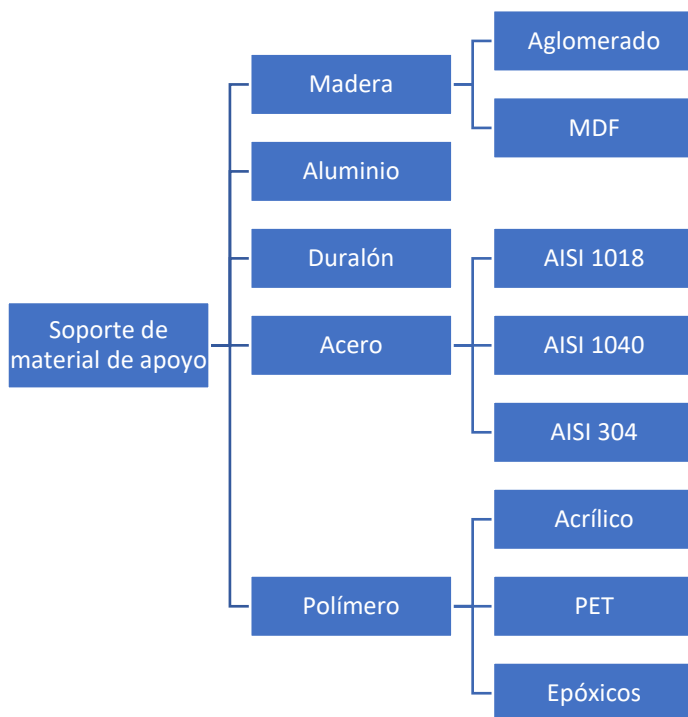 Soporte de
material de apoyo
Madera
Aglomerado
MDF
Aluminio
Duralón
Acero
AISI 1018
AISI 1040
AISI 304
Polímero
Acrílico
PET
Epóxicos